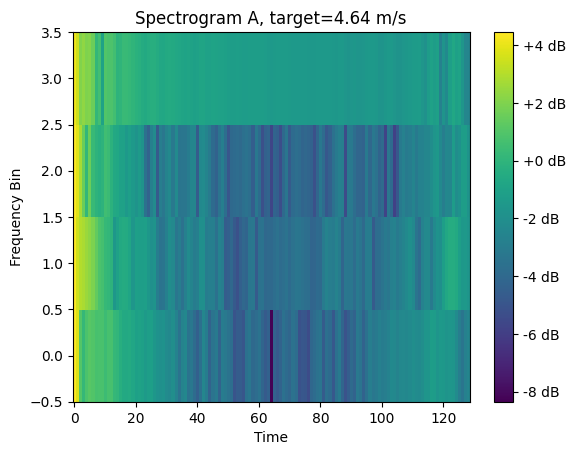 Spectrogram A, target=4.64 m/s
3.5
3.0
2.5
2.0
1.5
1.0
0.5
0.0
−0.5
Frequency Bin
0
20
40
60
80
100
120
Time
+4 dB
+2 dB
+0 dB
-2 dB
-4 dB
-6 dB
-8 dB